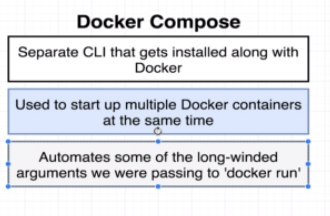 Docker Compose
Separate CLI that gets installed along with
Docker
Used to start up multiple Docker containers
at the same time
Automates some of the long-winded
arguments we were passing to 'docker run'